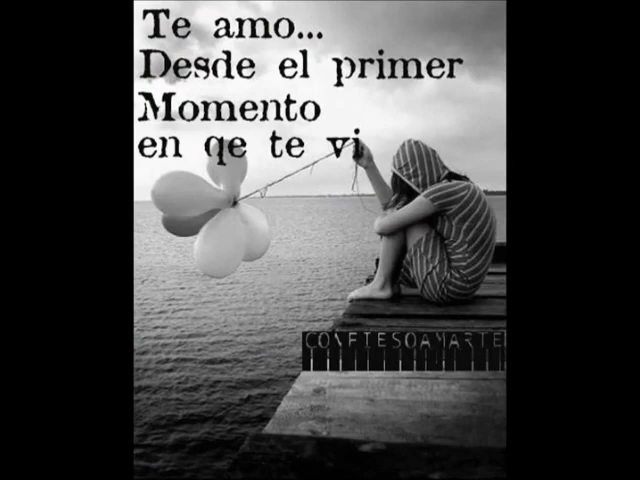 Te amo...
Desde el primer
Momento
en qe te vi
CONFIESOAMARTE